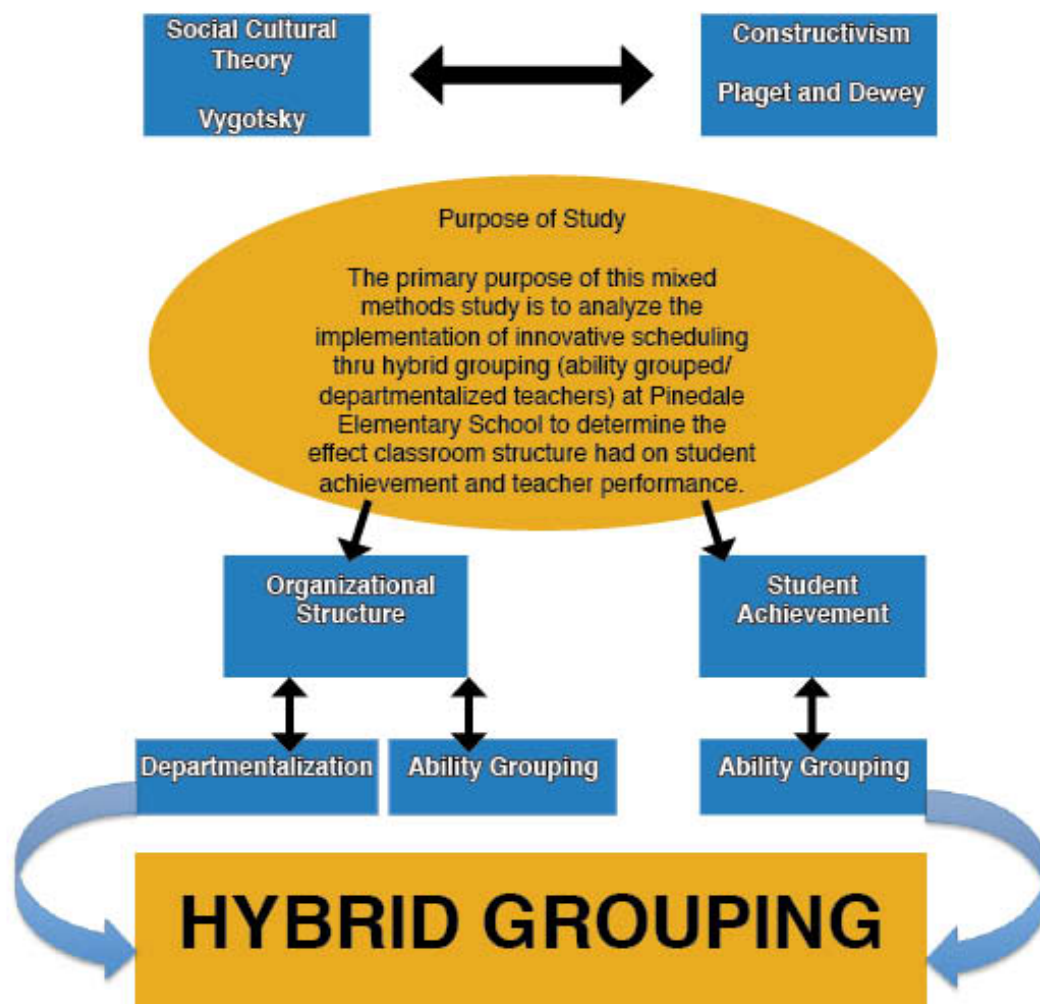 Social Cultural
Theory
Vygotsky
Constructivism
Plaget and Dewey
Purpose of Study
The primary purpose of this mixed
methods study is to analyze the
implementation of innovative scheduling
thru hybrid grouping (ability grouped/
departmentalized teachers) at Pinedale
Elementary School to determine the
effect classroom structure had on student
achievement and teacher performance.
Organizational
Structure
Student
Achievement
Departmentalization
Ability Grouping
Ability Grouping
HYBRID GROUPING